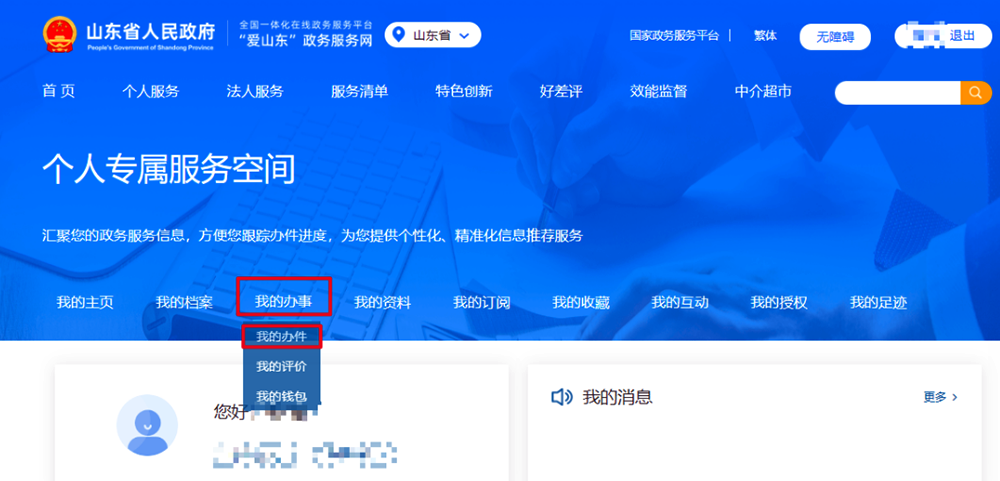 山东省人民政府
People's Government of Shandong Province
全国一体化在线政务服务平台
“爱山东”政务服务网
山东省
国家政务服务平台
繁体
无障碍
退出
首 页 个人服务 法人服务 服务清单 特色创新 好差评 效能监督 中介超市
个人专属服务空间
汇聚您的政务服务信息，方便您跟踪办件进度，为您提供个性化、精准化信息推荐服务
我的主页 我的档案 我的办事 我的资料 我的订阅 我的收藏 我的互动 我的授权 我的足迹
我的办件
我的评价
我的钱包
您好
我的消息
更多 >